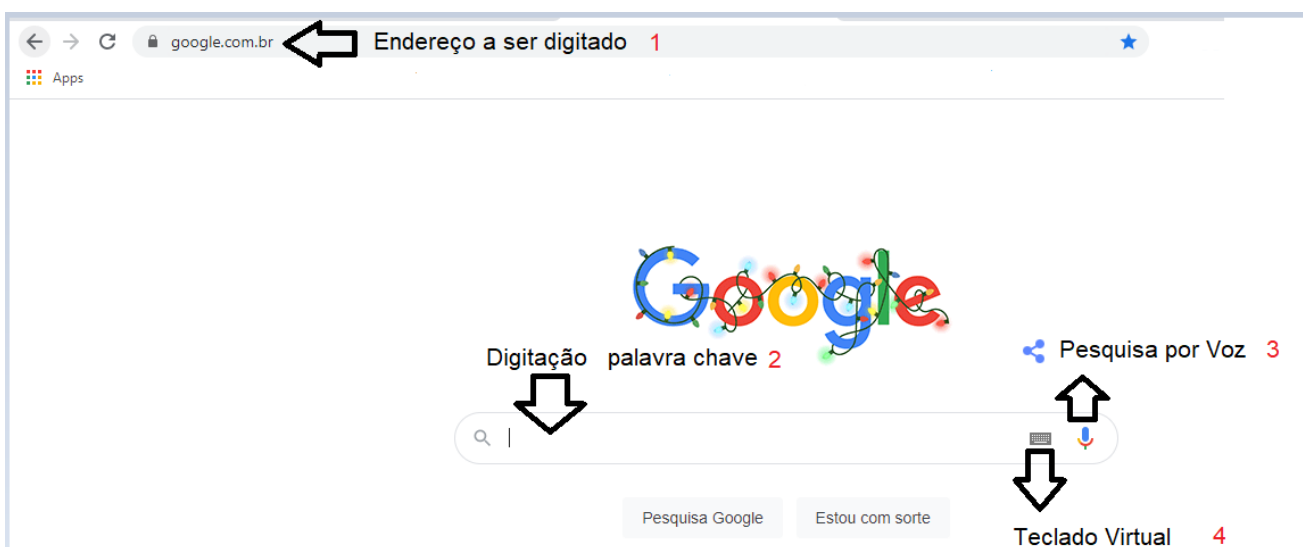 google.com.br Endereço a ser digitado 1
Apps
Google
Digitação palavra chave 2
Pesquisa por Voz 3
Pesquisa Google Estou com sorte
Teclado Virtual 4